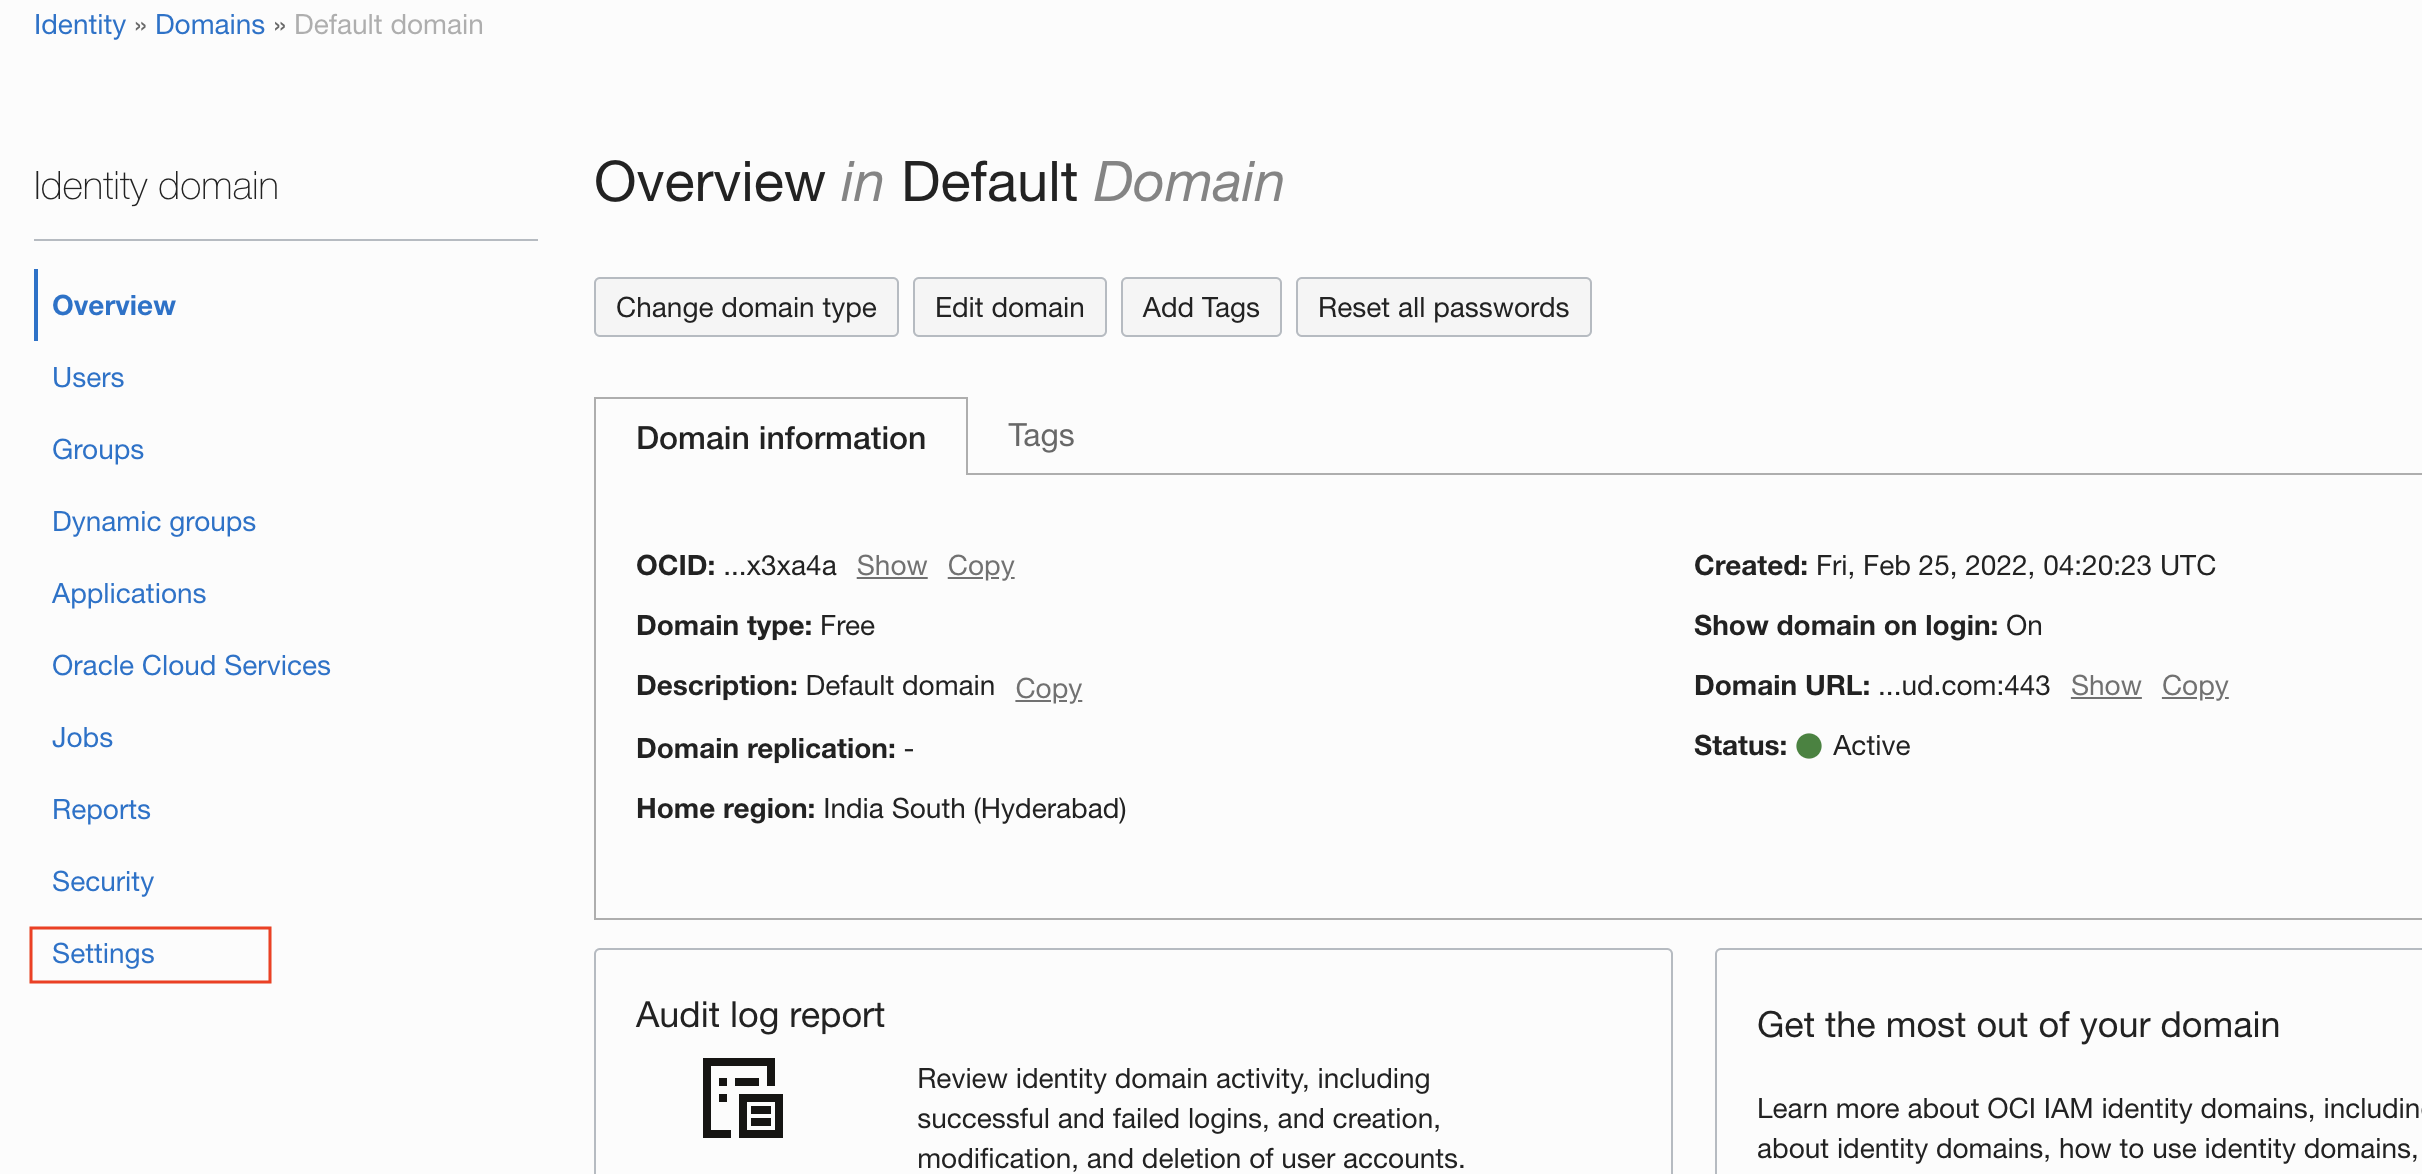 Identity » Domains » Default domain
Identity domain
Overview
Users
Groups
Dynamic groups
Applications
Oracle Cloud Services
Jobs
Reports
Security
Settings
Overview in Default Domain
Change domain type
Edit domain
Add Tags
Reset all passwords
Domain information
Tags
OCID: ...x3xa4a Show Copy
Domain type: Free
Description: Default domain Copy
Domain replication: -
Home region: India South (Hyderabad)
Created: Fri, Feb 25, 2022, 04:20:23 UTC
Show domain on login: On
Domain URL: ...ud.com:443 Show Copy
Status: Active
Audit log report
Review identity domain activity, including
successful and failed logins, and creation,
modification, and deletion of user accounts.
Get the most out of your domain
Learn more about OCI IAM identity domains, includin
about identity domains, how to use identity domains,